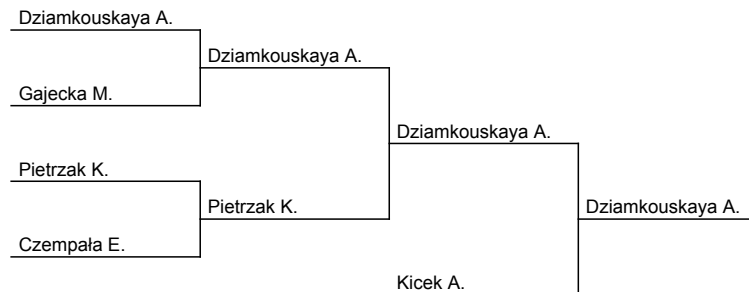 Dziamkouskaya A.
Dziamkouskaya A.
Gajecka M.
Dziamkouskaya A.
Pietrzak K.
Pietrzak K.
Dziamkouskaya A.
Czempała E.
Kicek A.